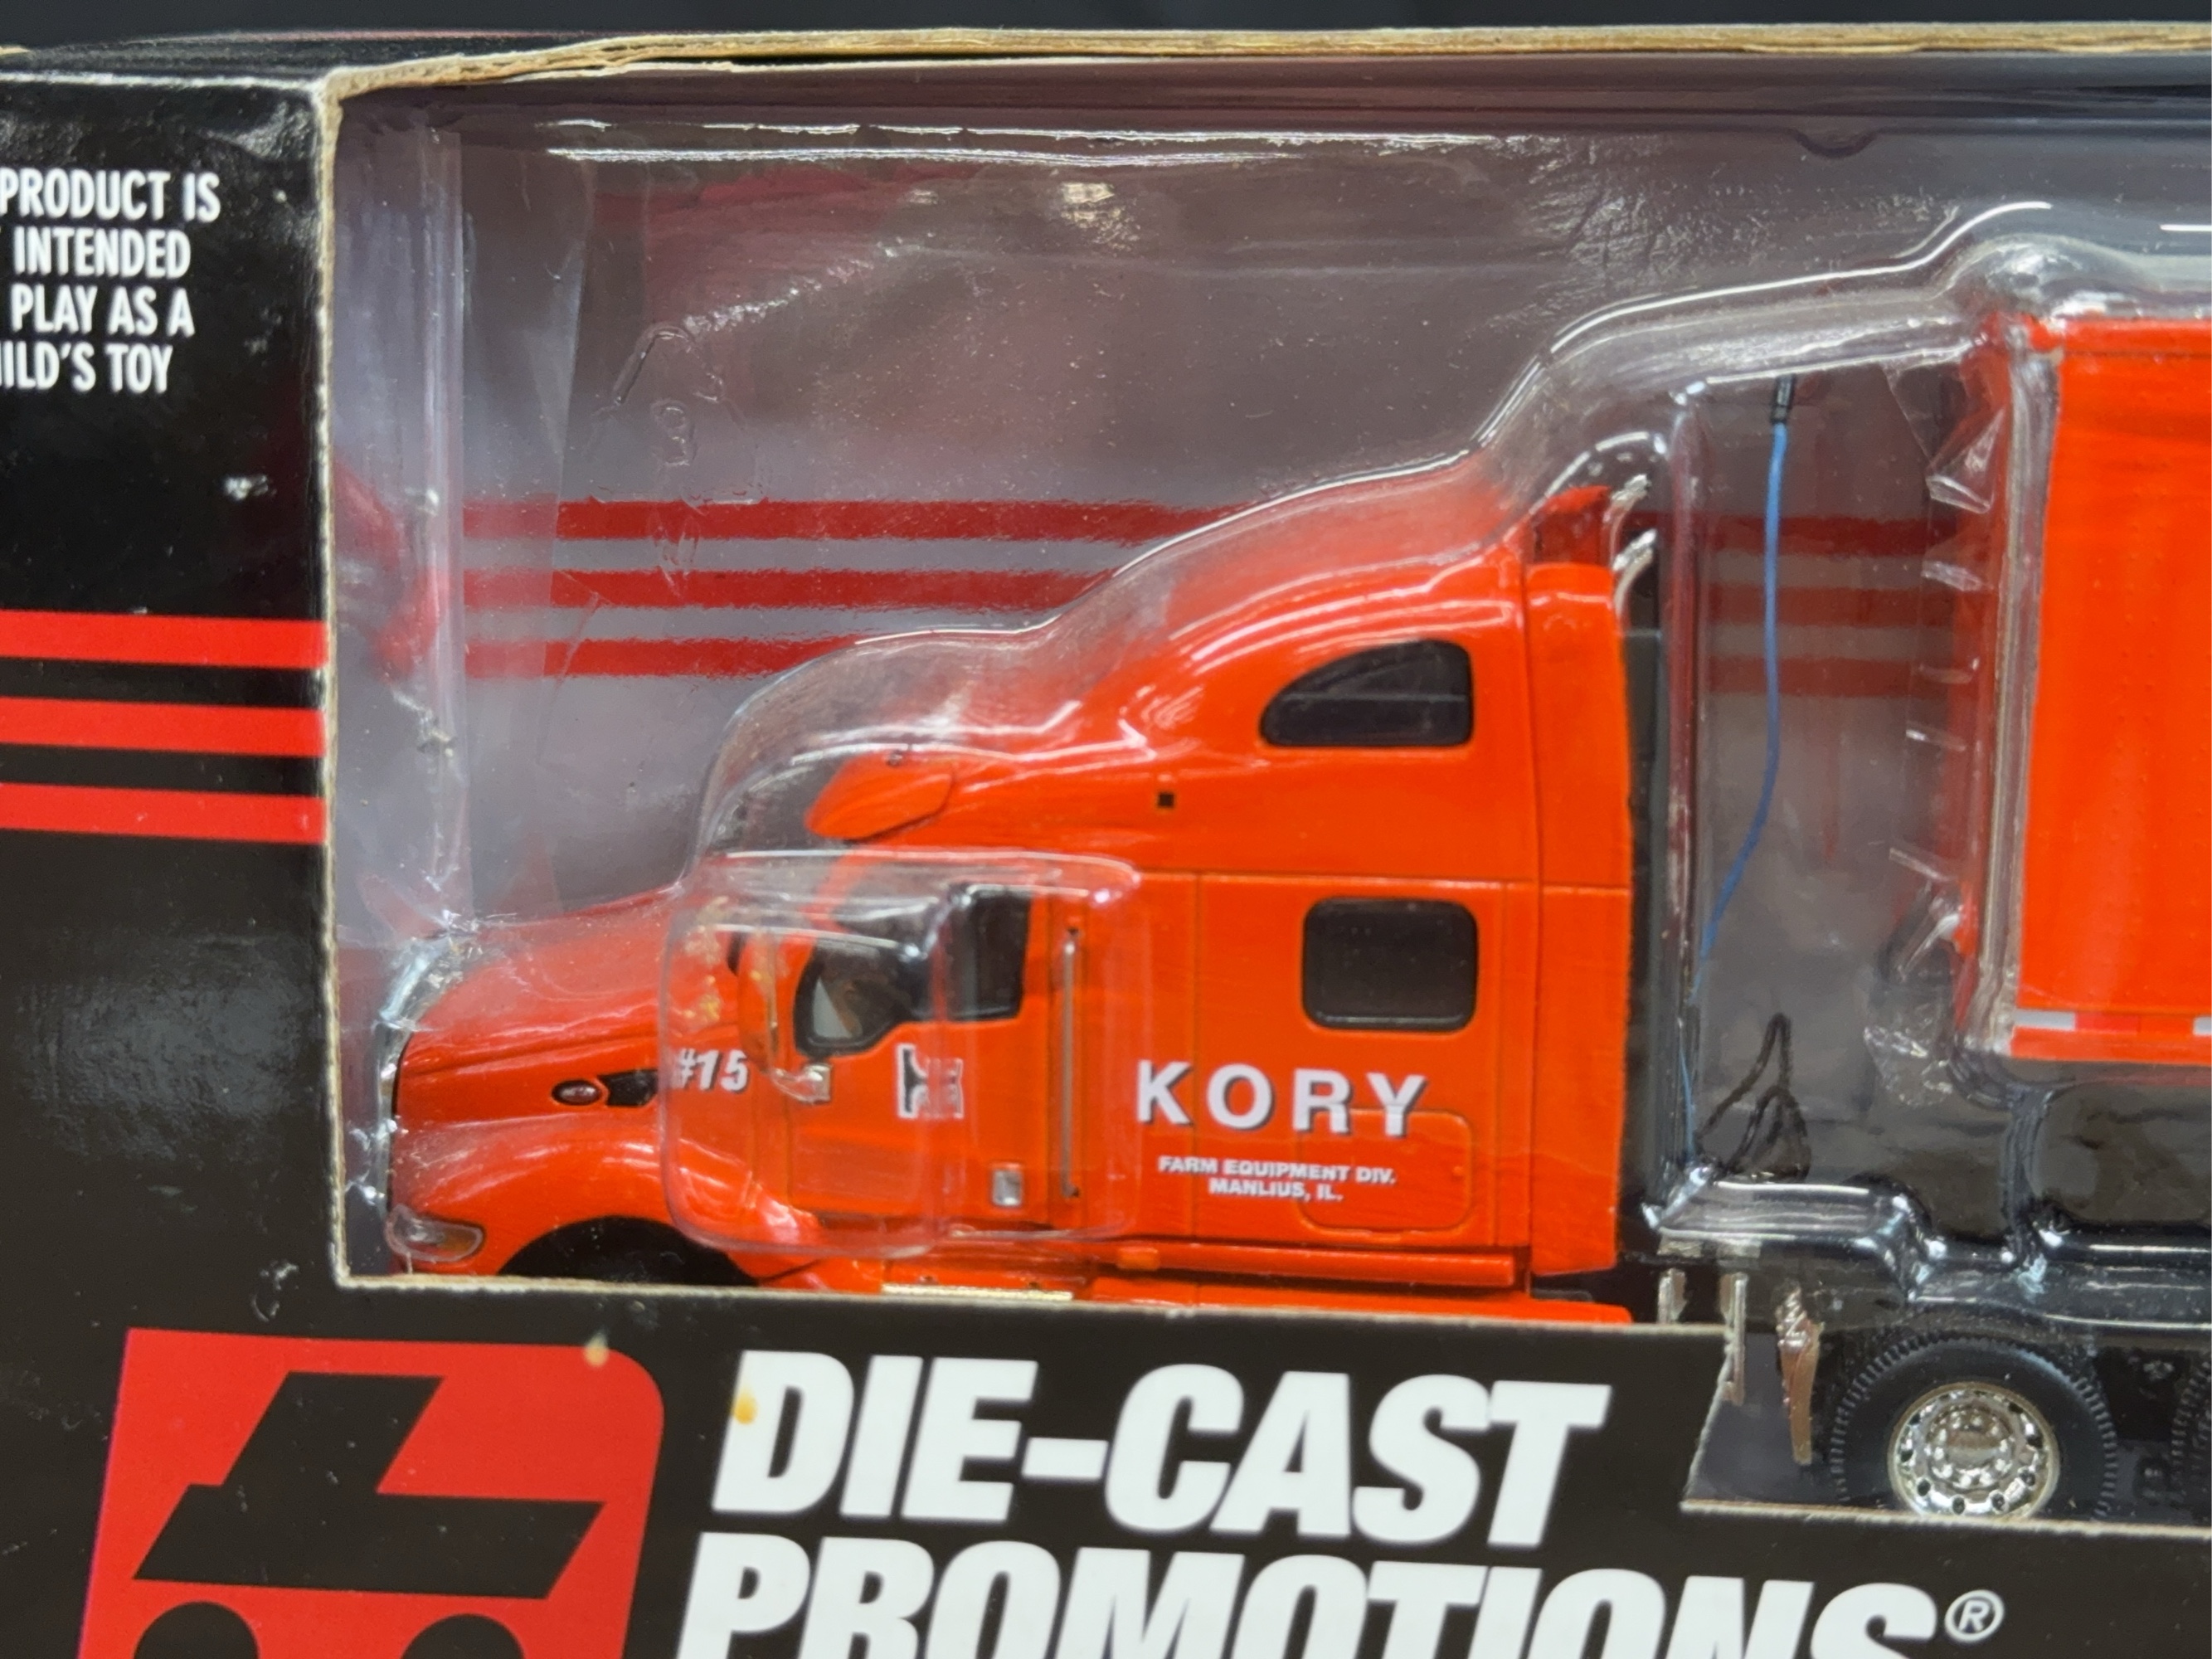 PRODUCT IS
INTENDED
PLAY AS A
ILD'S TOY
#15
KORY
FARM EQUIPMENT DIV.
MANLIUS, IL.
DIE-CAST
PROMOTIONS®